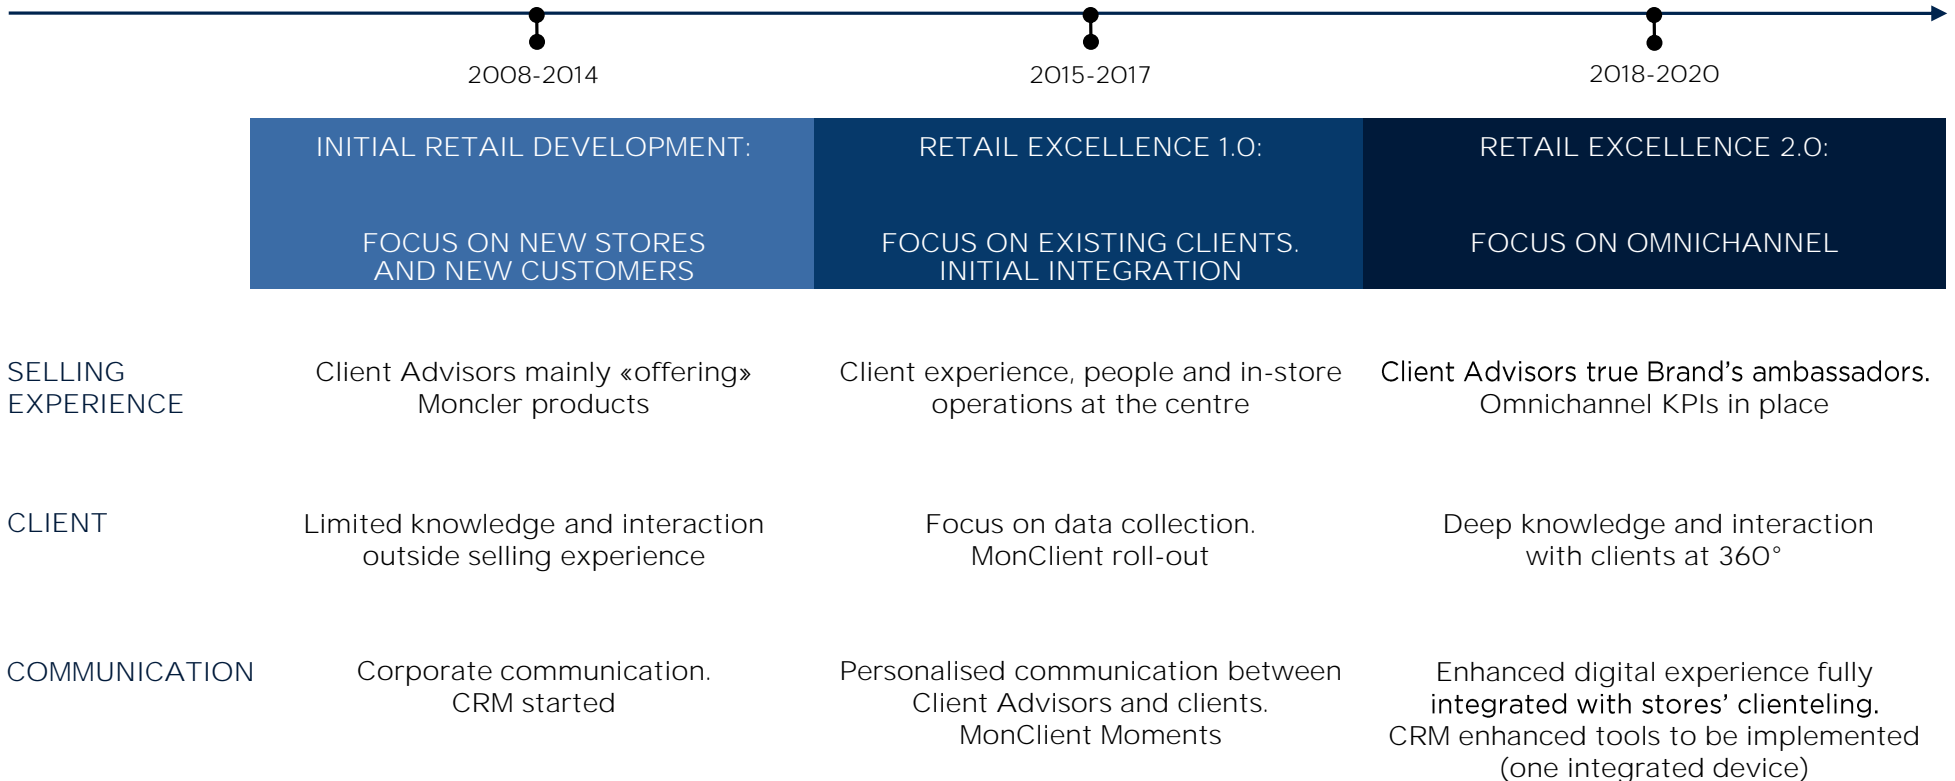 2008-2014
2015-2017
2018-2020
INITIAL RETAIL DEVELOPMENT:
FOCUS ON NEW STORES
AND NEW CUSTOMERS
RETAIL EXCELLENCE 1.0:
FOCUS ON EXISTING CLIENTS.
INITIAL INTEGRATION
RETAIL EXCELLENCE 2.0:
FOCUS ON OMNICHANNEL
SELLING
EXPERIENCE
Client Advisors mainly «offering»
Moncler products
Client experience, people and in-store
operations at the centre
Client Advisors true Brand’s ambassadors.
Omnichannel KPIs in place
CLIENT
Limited knowledge and interaction
outside selling experience
Focus on data collection.
MonClient roll-out
Deep knowledge and interaction
with clients at 360°
COMMUNICATION
Corporate communication.
CRM started
Personalised communication between
Client Advisors and clients.
MonClient Moments
Enhanced digital experience fully
integrated with stores’ clienteling.
CRM enhanced tools to be implemented
(one integrated device)